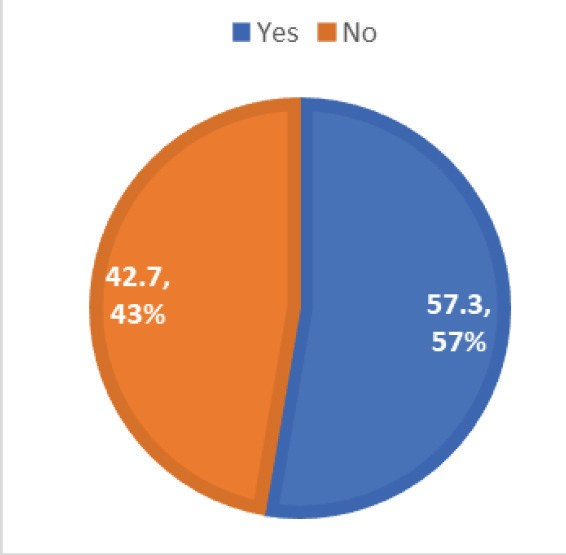 Yes No
42.7,
43%
57.3,
57%